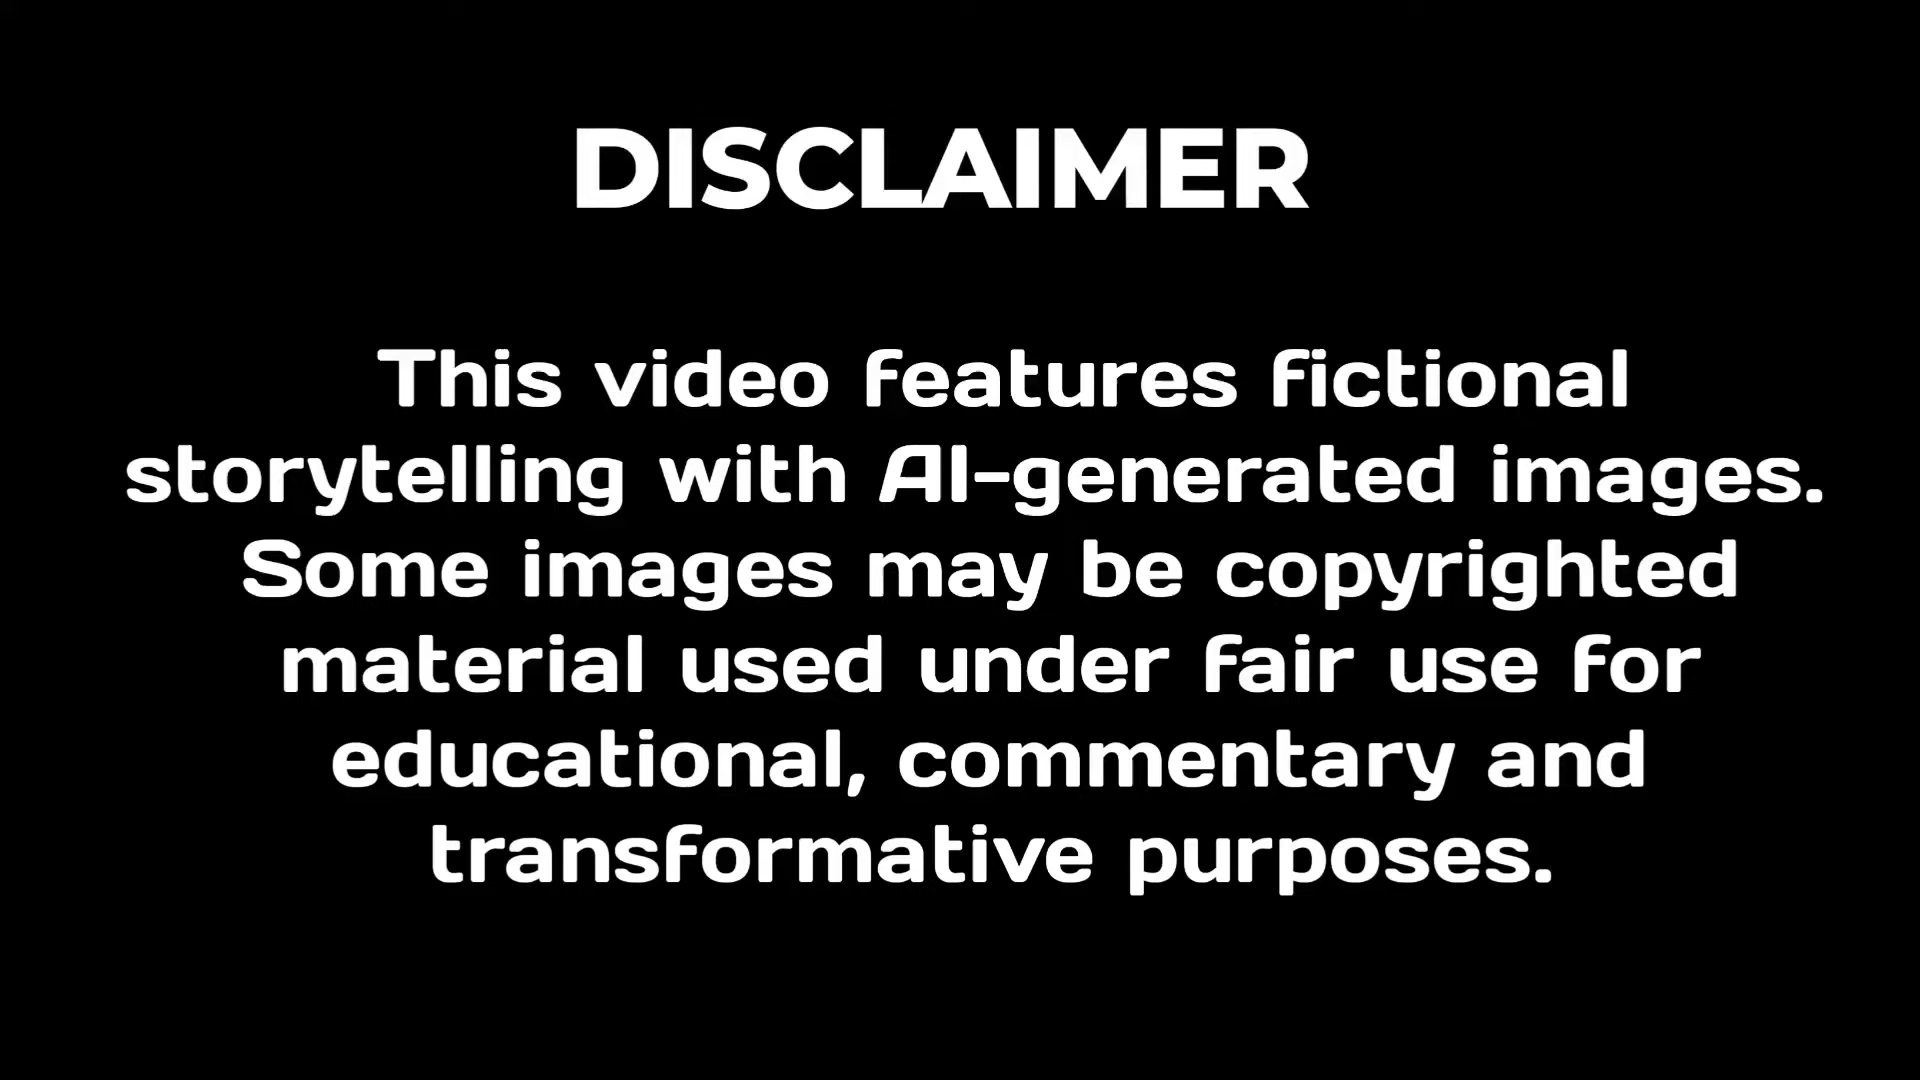 DISCLAIMER
This video features fictional
storytelling with AI-generated images.
Some images may be copyrighted
material used under fair use for
educational, commentary and
transformative purposes.